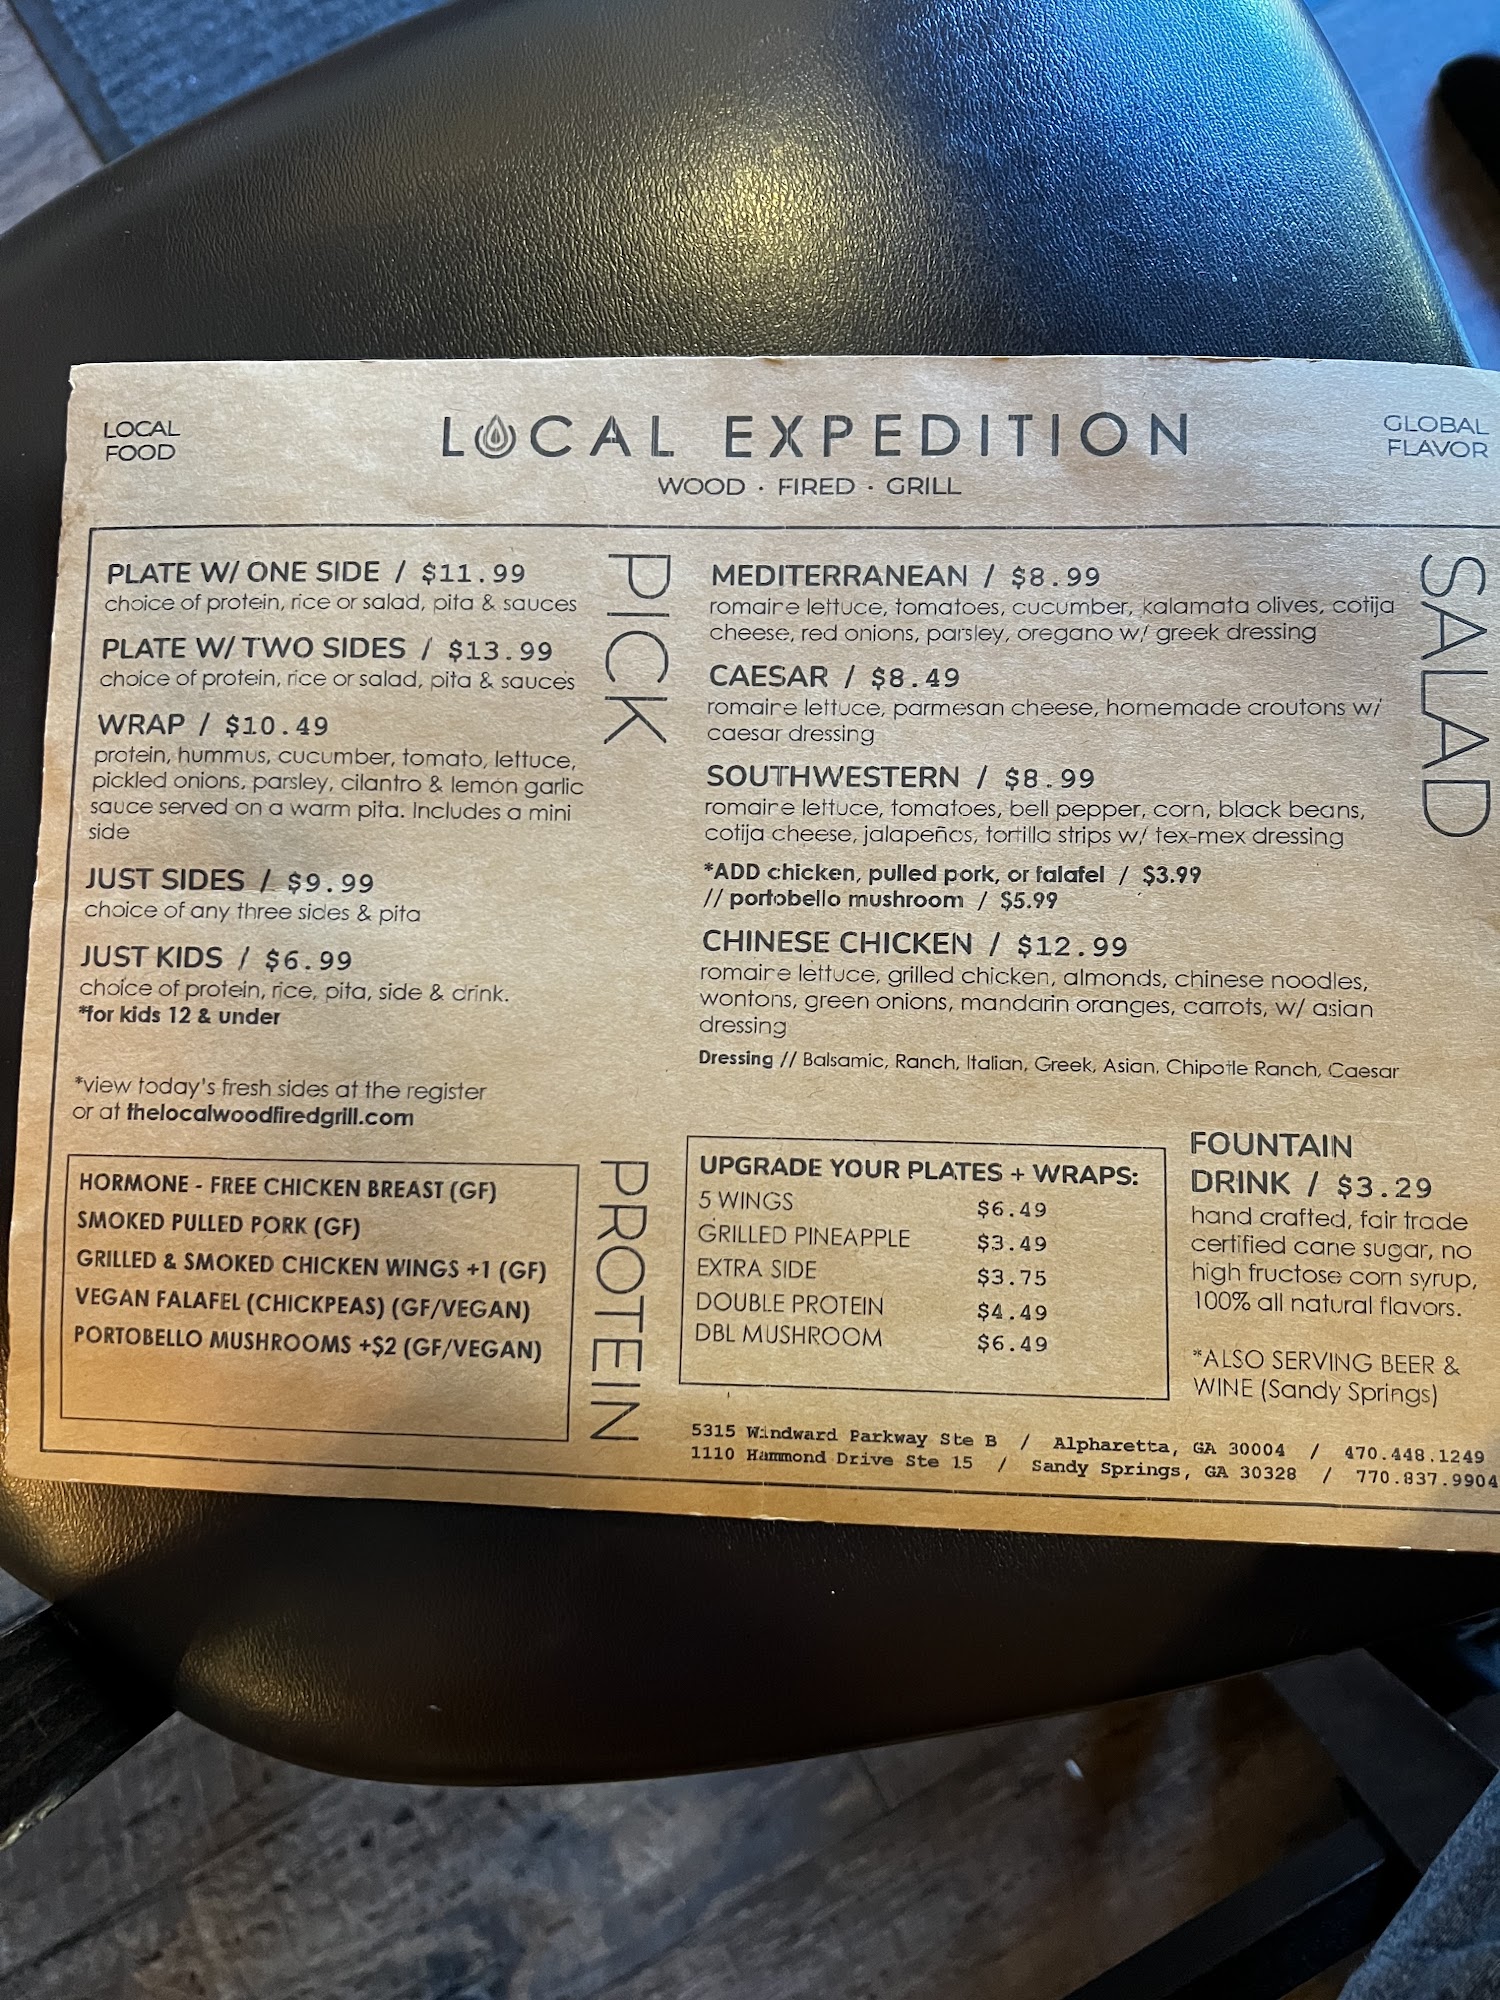 LOCAL
FOOD
LOCAL EXPEDITION
WOOD · FIRED · GRILL
GLOBAL
FLAVOR
PICK
PLATE W/ ONE SIDE / $11.99
choice of protein, rice or salad, pita & sauces
PLATE W/ TWO SIDES / $13.99
choice of protein, rice or salad, pita & sauces
WRAP / $10.49
protein, hummus, cucumber, tomato, lettuce,
pickled onions, parsley, cilantro & lemon garlic
sauce served on a warm pita. Includes a mini
side
JUST SIDES / $9.99
choice of any three sides & pita
JUST KIDS / $6.99
choice of protein, rice, pita, side & drink.
*for kids 12 & under
*view today's fresh sides at the register
or at thelocalwoodfiredgrill.com
PROTEIN
HORMONE - FREE CHICKEN BREAST (GF)
SMOKED PULLED PORK (GF)
GRILLED & SMOKED CHICKEN WINGS +1 (GF)
VEGAN FALAFEL (CHICKPEAS) (GF/VEGAN)
PORTOBELLO MUSHROOMS +$2 (GF/VEGAN)
SALAD
MEDITERRANEAN / $8.99
romaire lettuce, tomatoes, cucumber, kalamata olives, cotija
cheese, red onions, parsley, oregano w/ greek dressing
CAESAR / $8.49
romaire lettuce, parmesan cheese, homemade croutons w/
caesar dressing
SOUTHWESTERN / $8.99
romaire lettuce, tomatoes, bell pepper, corn, black beans,
cotija cheese, jalapeños, tortilla strips w/ tex-mex dressing
*ADD chicken, pulled pork, or falafel / $3.99
// portobello mushroom / $5.99
CHINESE CHICKEN / $12.99
romaire lettuce, grilled chicken, almonds, chinese noodles,
wontons, green onions, mandarin oranges, carrots, w/ asian
dressing
Dressing // Balsamic, Ranch, Italian, Greek, Asian, Chipotle Ranch, Caesar
UPGRADE YOUR PLATES + WRAPS:
5 WINGS $6.49
GRILLED PINEAPPLE $3.49
EXTRA SIDE $3.75
DOUBLE PROTEIN $4.49
DBL MUSHROOM $6.49
FOUNTAIN
DRINK / $3.29
hand crafted, fair trade
certified cane sugar, no
high fructose corn syrup,
100% all natural flavors.
*ALSO SERVING BEER &
WINE (Sandy Springs)
5315 Windward Parkway Ste B / Alpharetta, GA 30004 / 470.448.1249
1110 Hammond Drive Ste 15 / Sandy Springs, GA 30328 / 770.837.9904